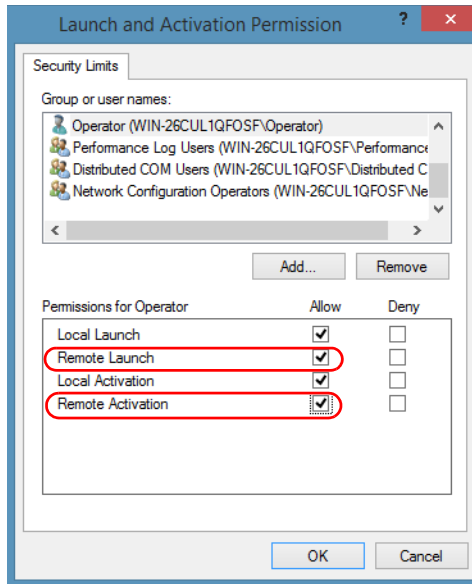 Launch and Activation Permission ? ×
Security Limits
Group or user names:
Operator (WIN-26CUL1QFOSF\Operator)
Performance Log Users (WIN-26CUL1QFOSF\Performance
Distributed COM Users (WIN-26CUL1QFOSF\Distributed C
Network Configuration Operators (WIN-26CUL1QFOSF\Ne
Add... Remove
Permissions for Operator Allow Deny
Local Launch
Remote Launch
Local Activation
Remote Activation
OK Cancel